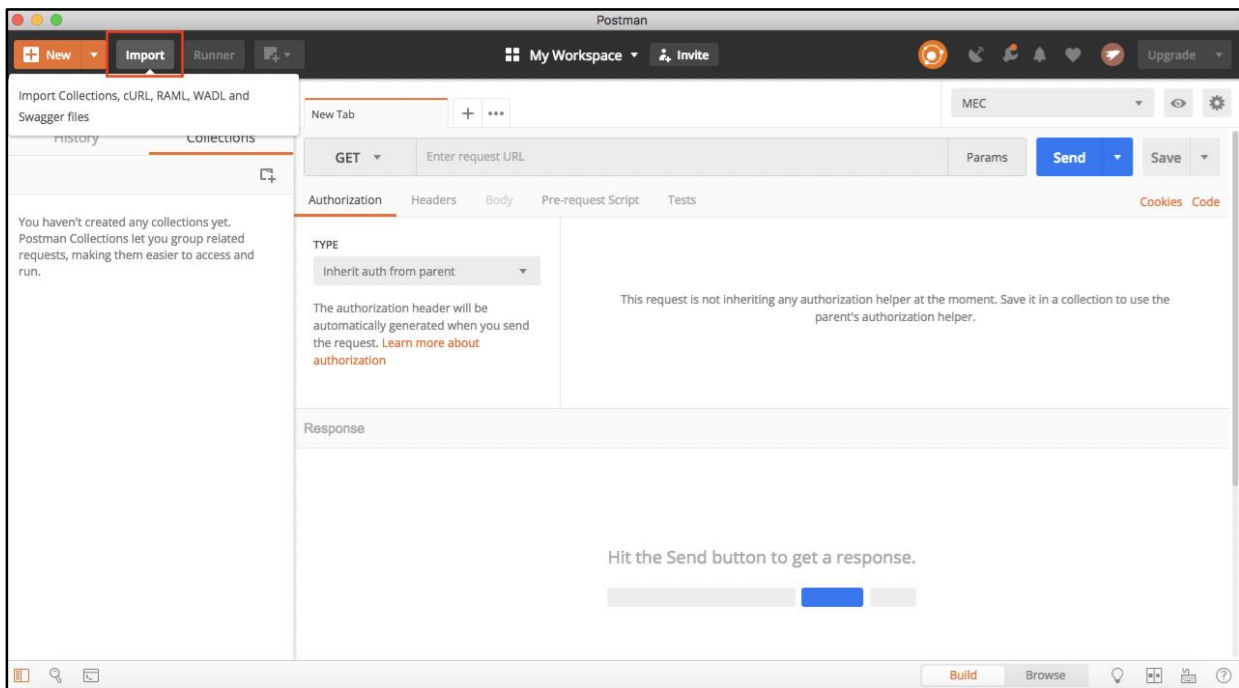 Postman
New
Import
Runner
My Workspace
Invite
Upgrade
Import Collections, cURL, RAML, WADL and
Swagger files
History
Collections
New Tab
MEC
GET
Enter request URL
Params
Send
Save
Authorization
Headers
Body
Pre-request Script
Tests
Cookies
Code
You haven't created any collections yet.
Postman Collections let you group related
requests, making them easier to access and
run.
TYPE
Inherit auth from parent
The authorization header will be
automatically generated when you send
the request. Learn more about
authorization
This request is not inheriting any authorization helper at the moment. Save it in a collection to use the
parent's authorization helper.
Response
Hit the Send button to get a response.
Build
Browse